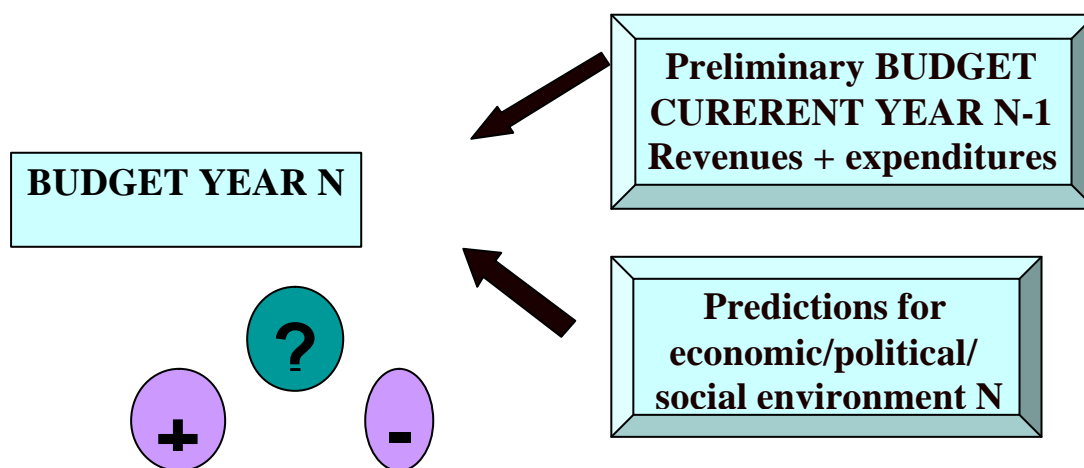 Preliminary BUDGET
CURERENT YEAR N-1
Revenues + expenditures
BUDGET YEAR N
Predictions for
economic/political/
social environment N
?
+
-